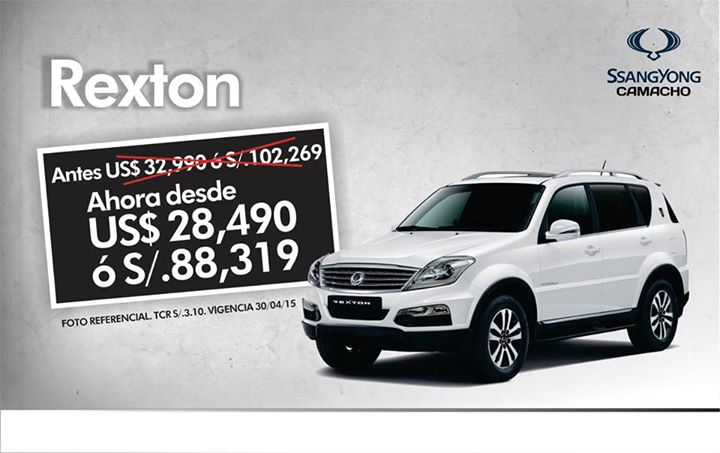 Rexton
SSANGYONG
CAMACHO
Antes US$ 32,990 ó S/.102,269
Ahora desde
US$ 28,490
ó S/.88,319
FOTO REFERENCIAL. TCR S/.3.10. VIGENCIA 30/04/15
REXTON